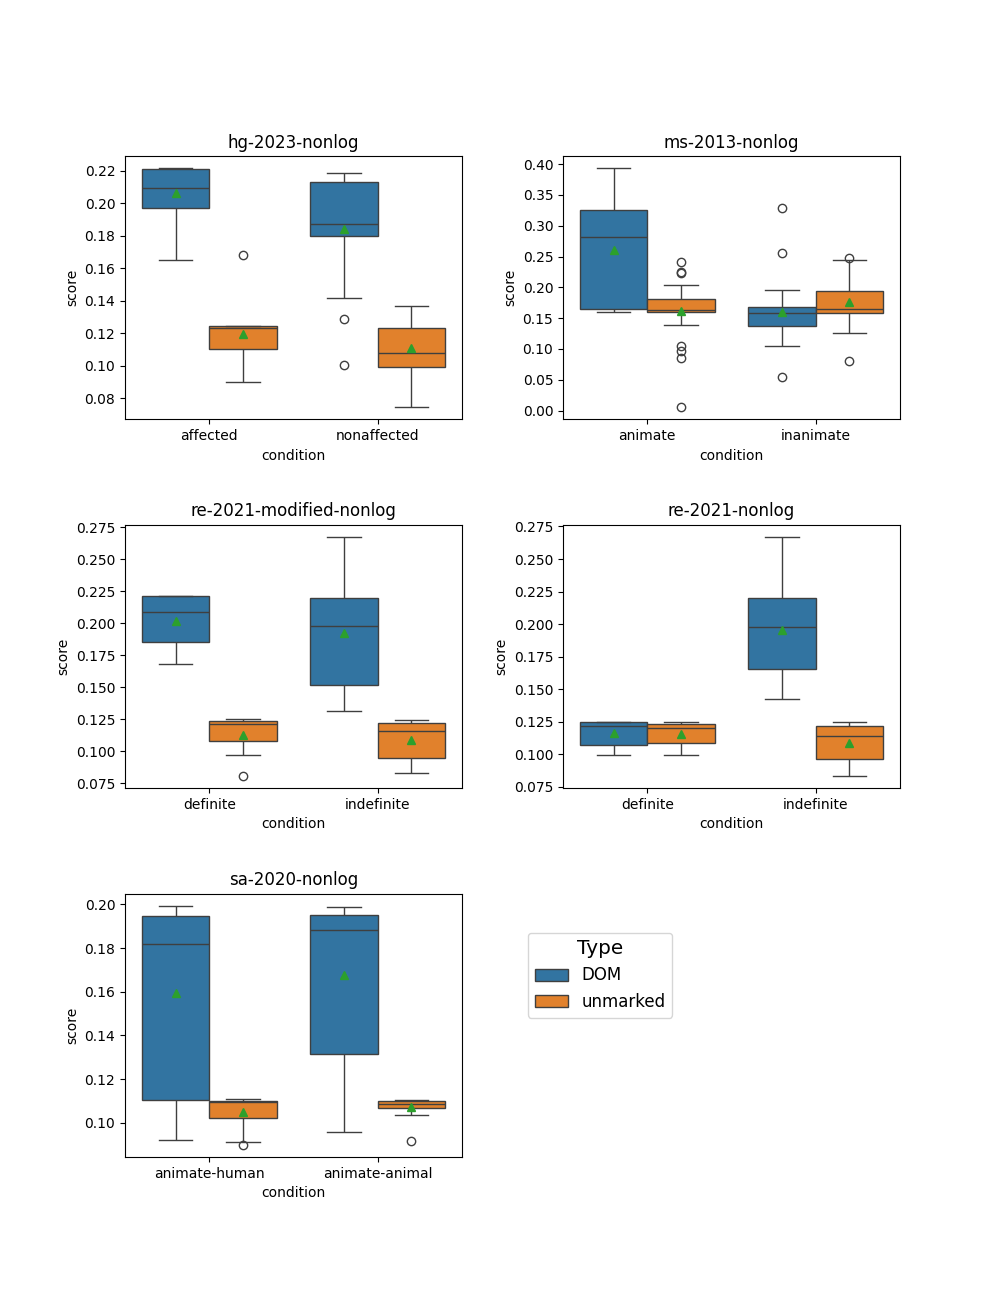 hg-2023-nonlog
0.22
0.20
0.18
0.16
0.14
0.12
0.10
0.08
score
affected
nonaffected
condition
ms-2013-nonlog
0.40
0.35
0.30
0.25
0.20
0.15
0.10
0.05
0.00
score
animate
inanimate
condition
re-2021-modified-nonlog
0.275
0.250
0.225
0.200
0.175
0.150
0.125
0.100
0.075
score
definite
indefinite
condition
re-2021-nonlog
0.275
0.250
0.225
0.200
0.175
0.150
0.125
0.100
0.075
score
definite
indefinite
condition
sa-2020-nonlog
0.20
0.18
0.16
0.14
0.12
0.10
score
animate-human
animate-animal
condition
Type
DOM
unmarked